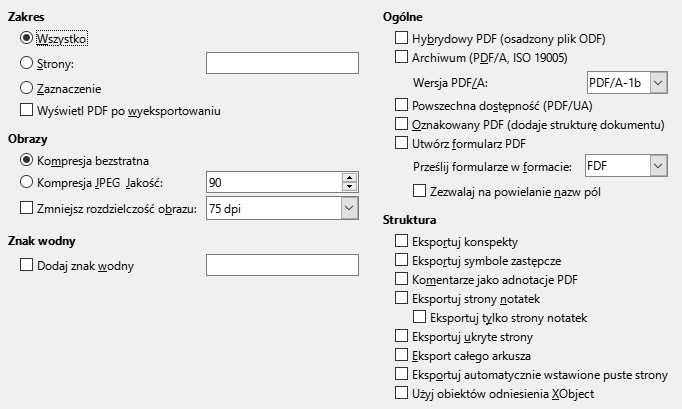 Zakres
Wszystko
Strony:
Zaznaczenie
Wyświetl PDF po wyeksportowaniu
Obrazy
Kompresja bezstratna
Kompresja JPEG Jakość: 90
Zmniejsz rozdzielczość obrazu: 75 dpi
Znak wodny
Dodaj znak wodny
Ogólne
Hybrydowy PDF (osadzony plik ODF)
Archiwum (PDF/A, ISO 19005)
Wersja PDF/A: PDF/A-1b
Powszechna dostępność (PDF/UA)
Oznakowany PDF (dodaje strukturę dokumentu)
Utwórz formularz PDF
Prześlij formularze w formacie: FDF
Zezwalaj na powielanie nazw pól
Struktura
Eksportuj konspekty
Eksportuj symbole zastępcze
Komentarze jako adnotacje PDF
Eksportuj strony notatek
Eksportuj tylko strony notatek
Eksportuj ukryte strony
Eksport całego arkusza
Eksportuj automatycznie wstawione puste strony
Użyj obiektów odniesienia XObject